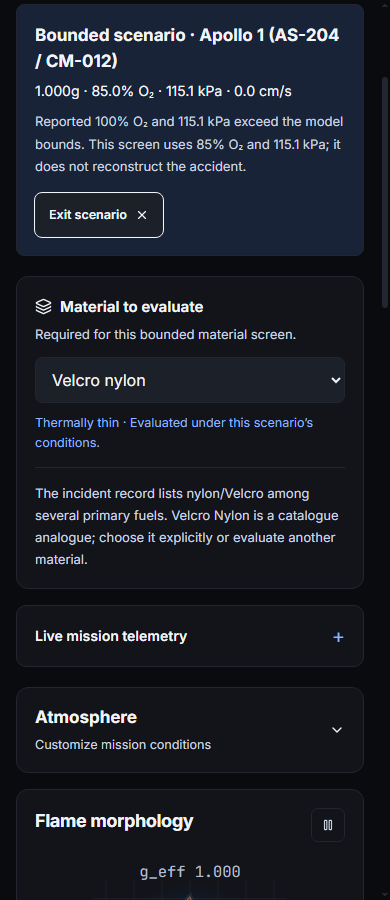 Bounded scenario · Apollo 1 (AS-204
/ CM-012)
1.000g · 85.0% O₂ · 115.1 kPa · 0.0 cm/s
Reported 100% O₂ and 115.1 kPa exceed the model
bounds. This screen uses 85% O₂ and 115.1 kPa; it
does not reconstruct the accident.
Exit scenario ×
Material to evaluate
Required for this bounded material screen.
Velcro nylon
Thermally thin · Evaluated under this scenario’s
conditions.
The incident record lists nylon/Velcro among
several primary fuels. Velcro Nylon is a catalogue
analogue; choose it explicitly or evaluate another
material.
Live mission telemetry +
Atmosphere
Customize mission conditions
Flame morphology
g_eff 1.000